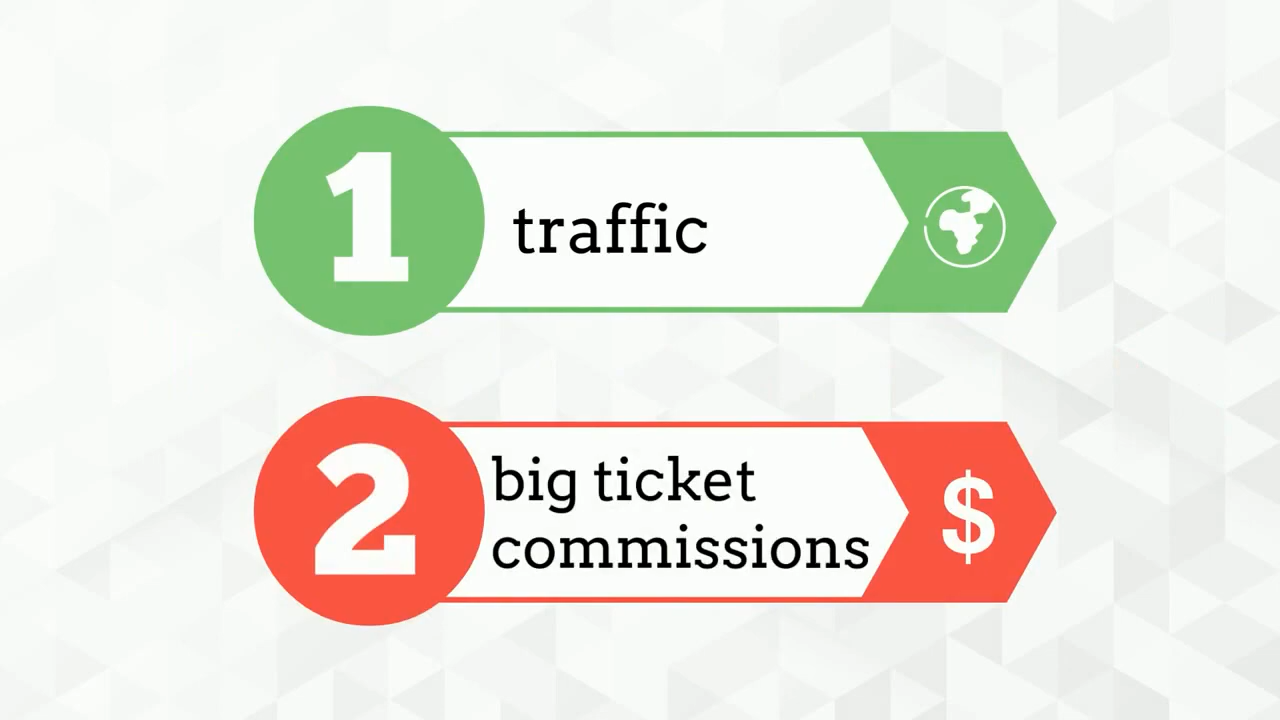 1
traffic
2
big ticket
commissions
$